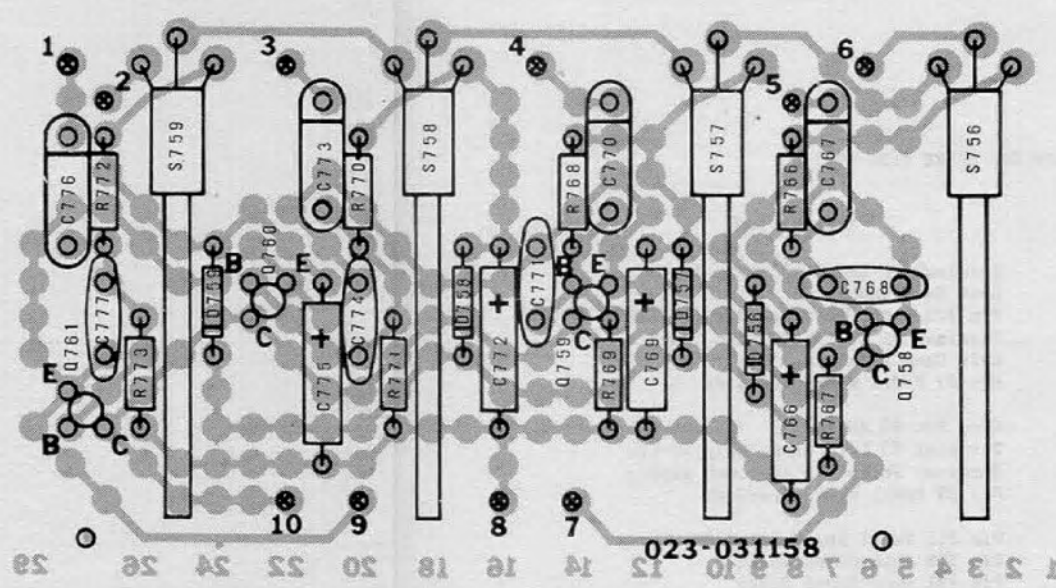 1
2
3
4
5
6
S759
S758
S757
S756
C776
R772
C773
R770
R768
C770
R766
C767
Q761
C777
R773
D759
B
Q760
E
C
C775
C774
R771
D758
C772
C771
B
E
C
Q759
R769
C769
D757
D756
C766
R767
C768
B
E
C
Q758
E
B
C
10
9
8
7
023-031158
29 26 24 22 20 18 16 14 12 10 9 8 7 6 5 4 3 2 1